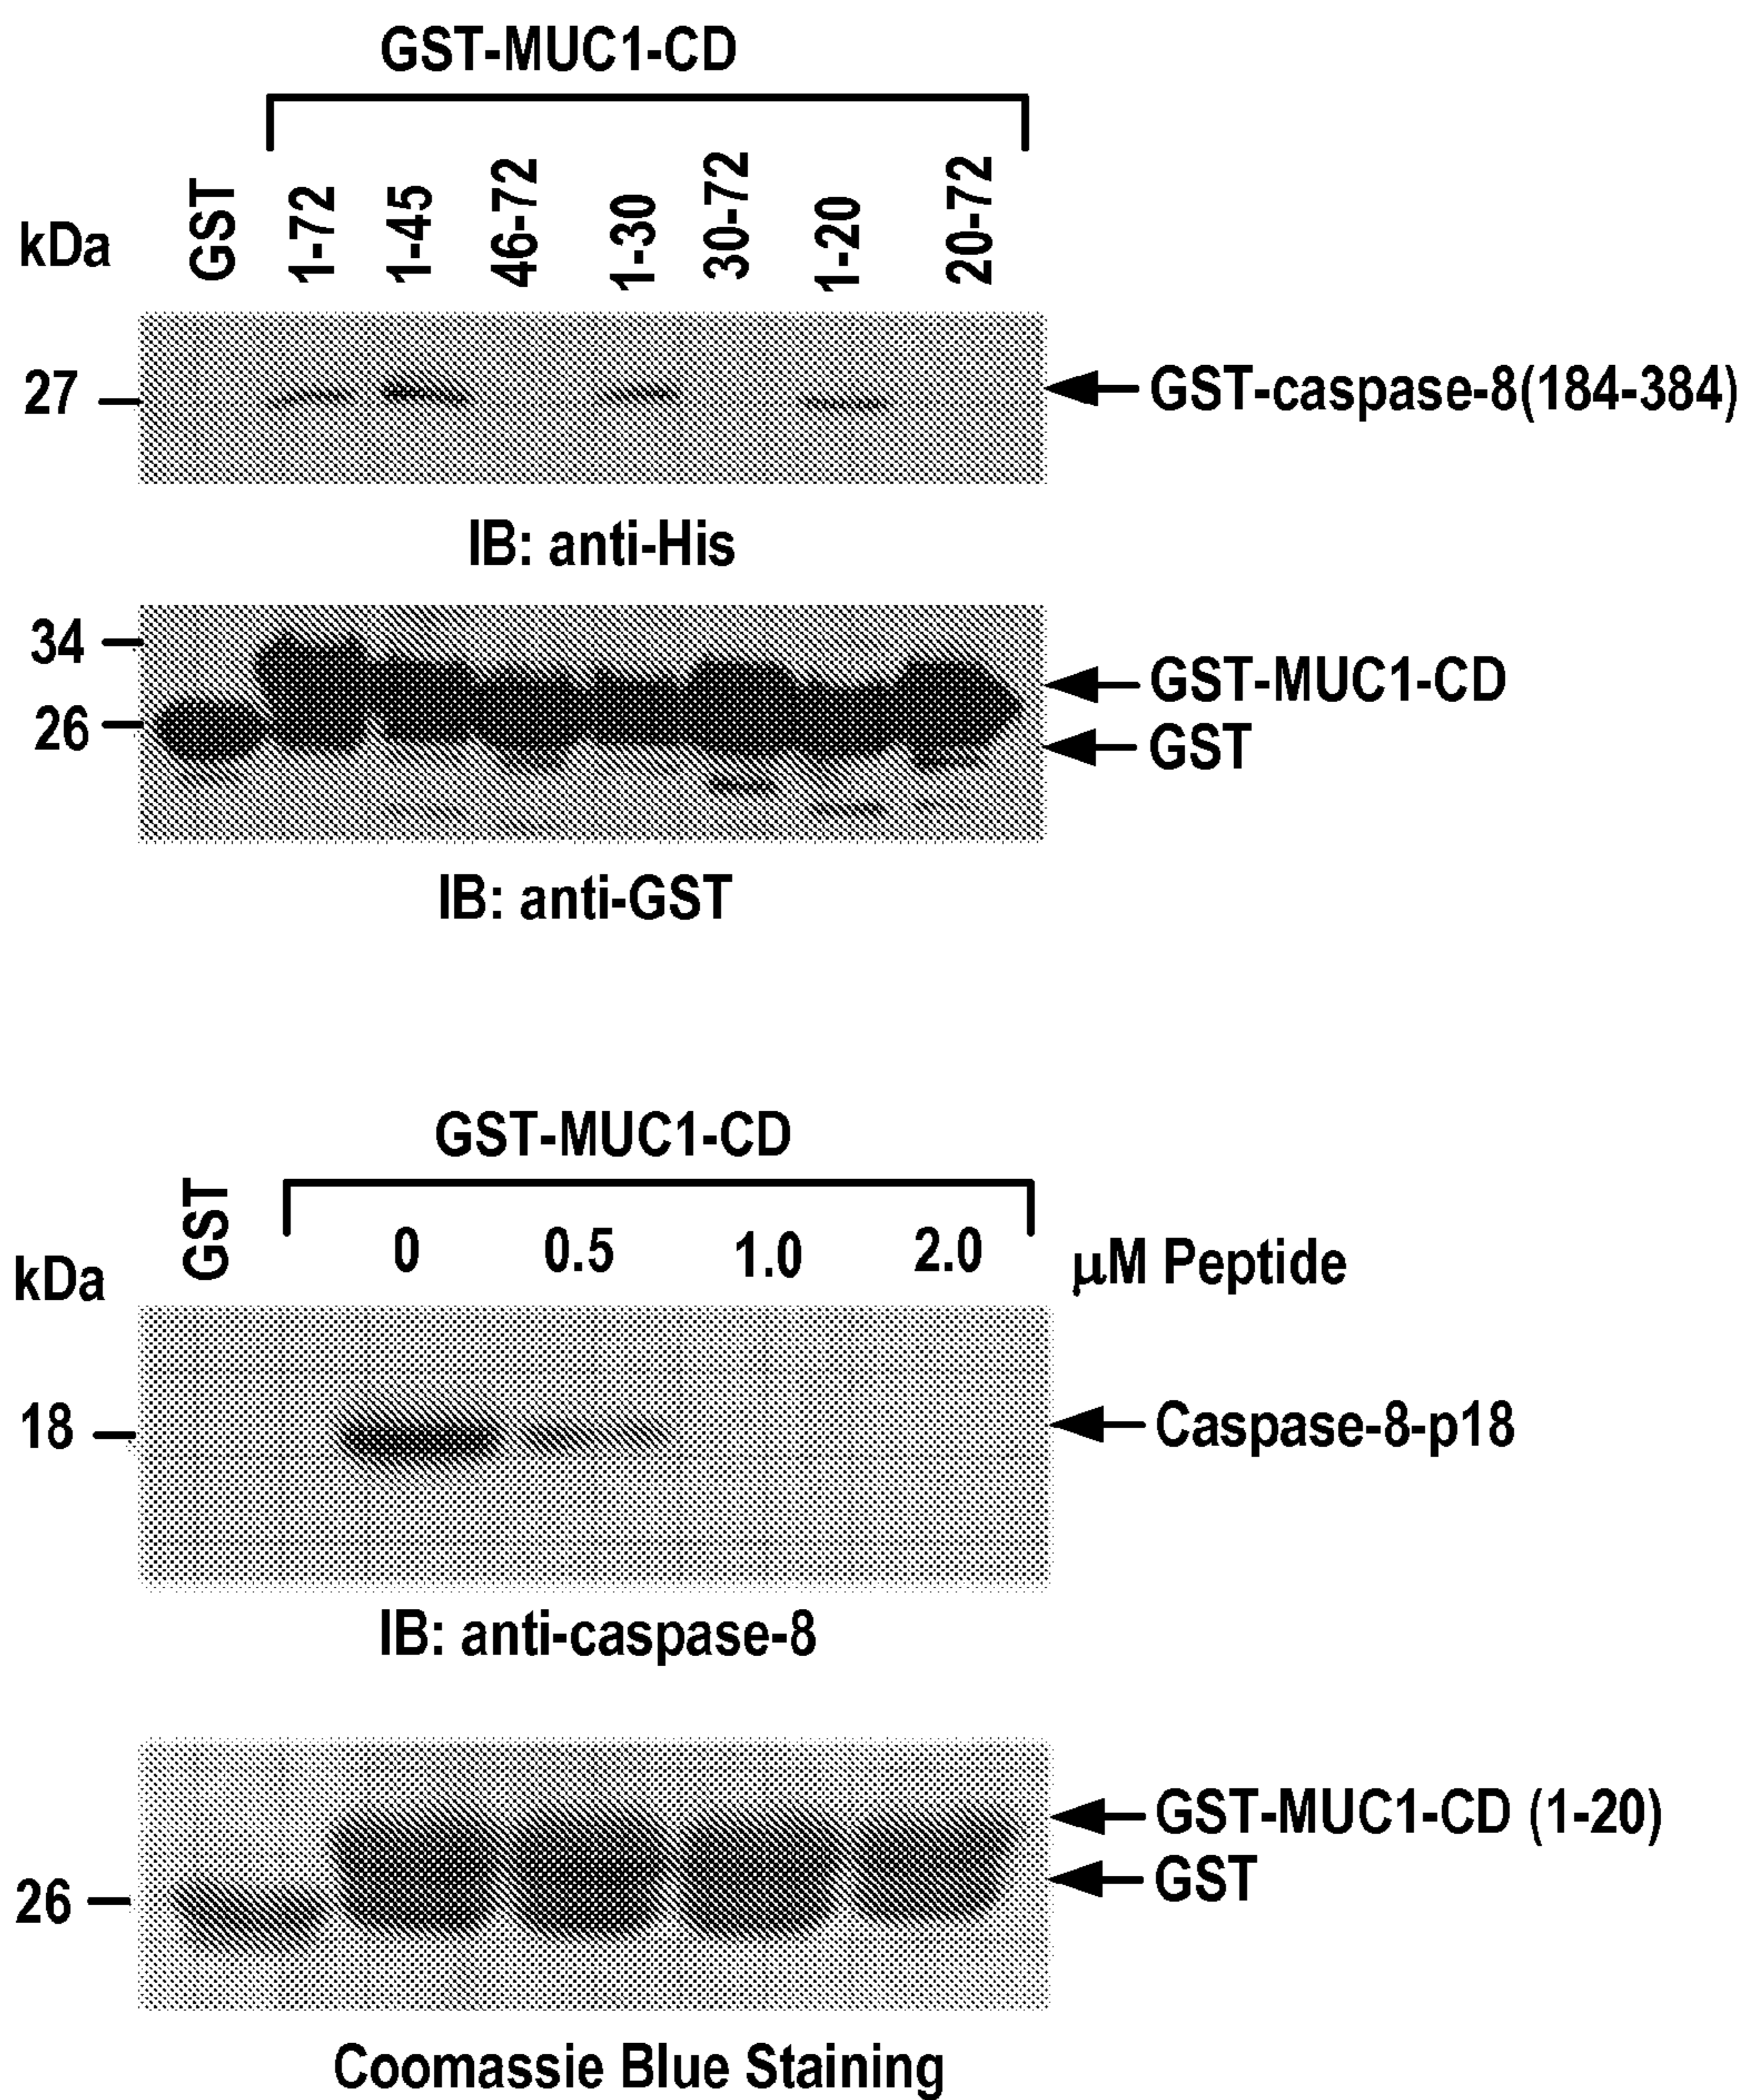 GST-MUC1-CD
kDa GST 1-72 1-45 46-72 1-30 30-72 1-20 20-72
27 GST-caspase-8(184-384)
IB: anti-His
34 GST-MUC1-CD
26 GST
IB: anti-GST
GST-MUC1-CD
kDa GST 0 0.5 1.0 2.0 μM Peptide
18 Caspase-8-p18
IB: anti-caspase-8
GST-MUC1-CD (1-20)
26 GST
Coomassie Blue Staining